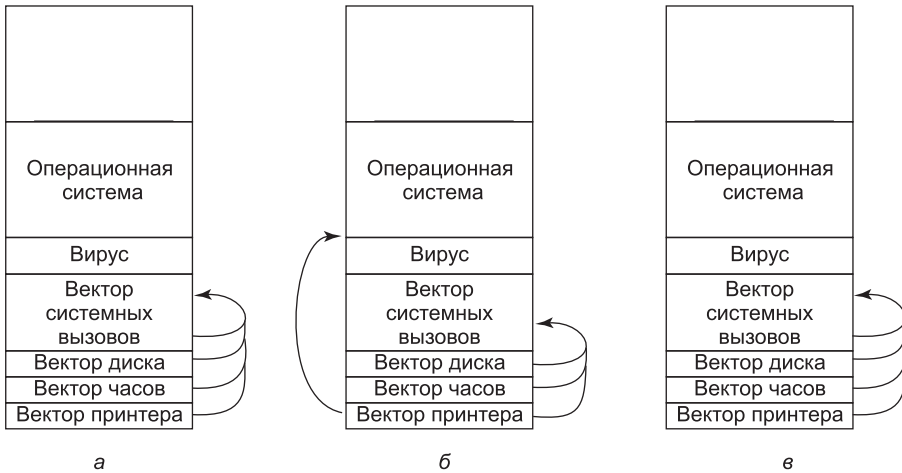 Операционная
система
Вирус
Вектор
системных
вызовов
Вектор диска
Вектор часов
Вектор принтера
а
Операционная
система
Вирус
Вектор
системных
вызовов
Вектор диска
Вектор часов
Вектор принтера
б
Операционная
система
Вирус
Вектор
системных
вызовов
Вектор диска
Вектор часов
Вектор принтера
в